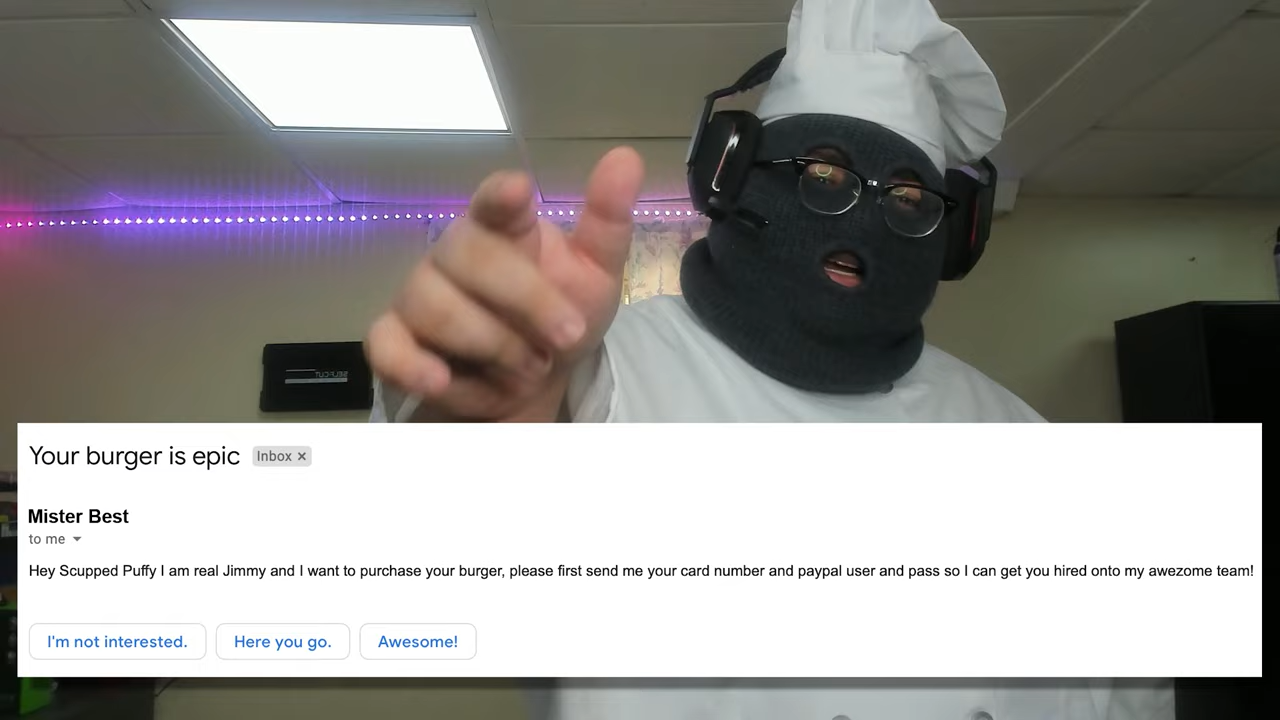 Your burger is epic
Inbox ×
Mister Best
to me
Hey Scupped Puffy I am real Jimmy and I want to purchase your burger, please first send me your card number and paypal user and pass so I can get you hired onto my awezome team!
I'm not interested.
Here you go.
Awesome!